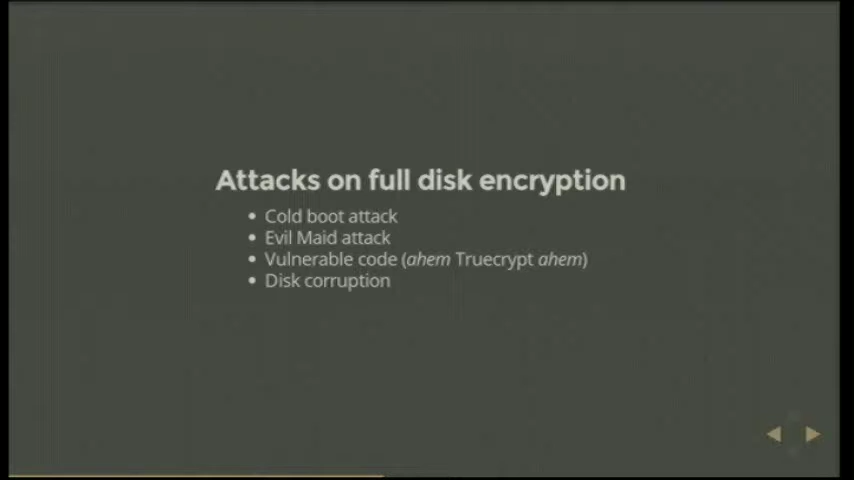 Attacks on full disk encryption
Cold boot attack
Evil Maid attack
Vulnerable code (ahem Truecrypt ahem)
Disk corruption